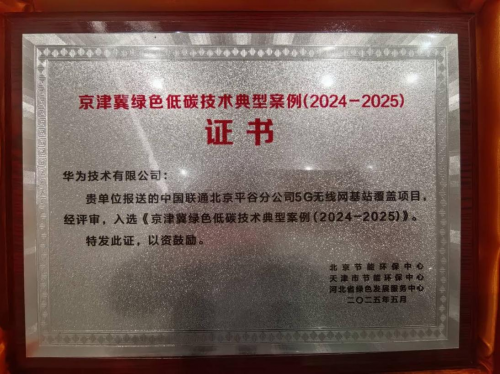 京津冀绿色低碳技术典型案例(2024-2025)
证书
华为技术有限公司:
贵单位报送的中国联通北京平谷分公司5G无线网基站覆盖项目,
经评审,入选《京津冀绿色低碳技术典型案例(2024-2025)》。
特发此证,以资鼓励。
北京节能环保中心
天津市节能环保中心
河北省绿色发展服务中心
二〇二五年五月